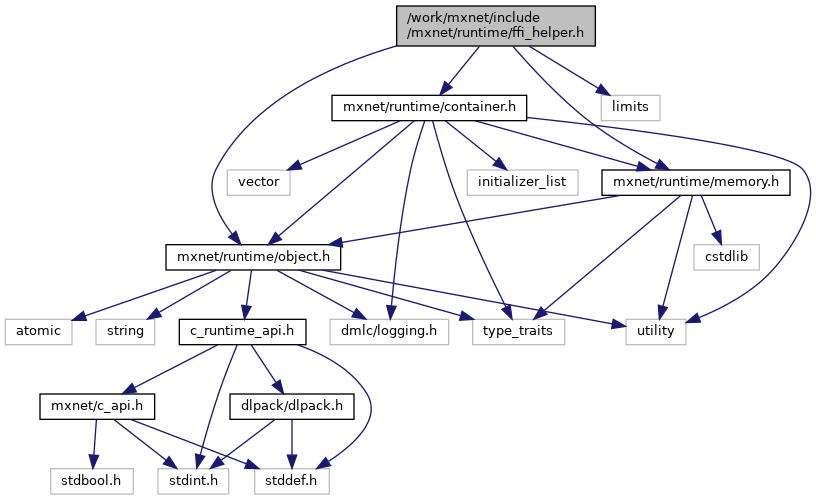 /work/mxnet/include
/mxnet/runtime/ffi_helper.h
mxnet/runtime/container.h
limits
vector
initializer_list
mxnet/runtime/memory.h
mxnet/runtime/object.h
cstdlib
atomic
string
c_runtime_api.h
dmlc/logging.h
type_traits
utility
mxnet/c_api.h
dlpack/dlpack.h
stdbool.h
stdint.h
stddef.h